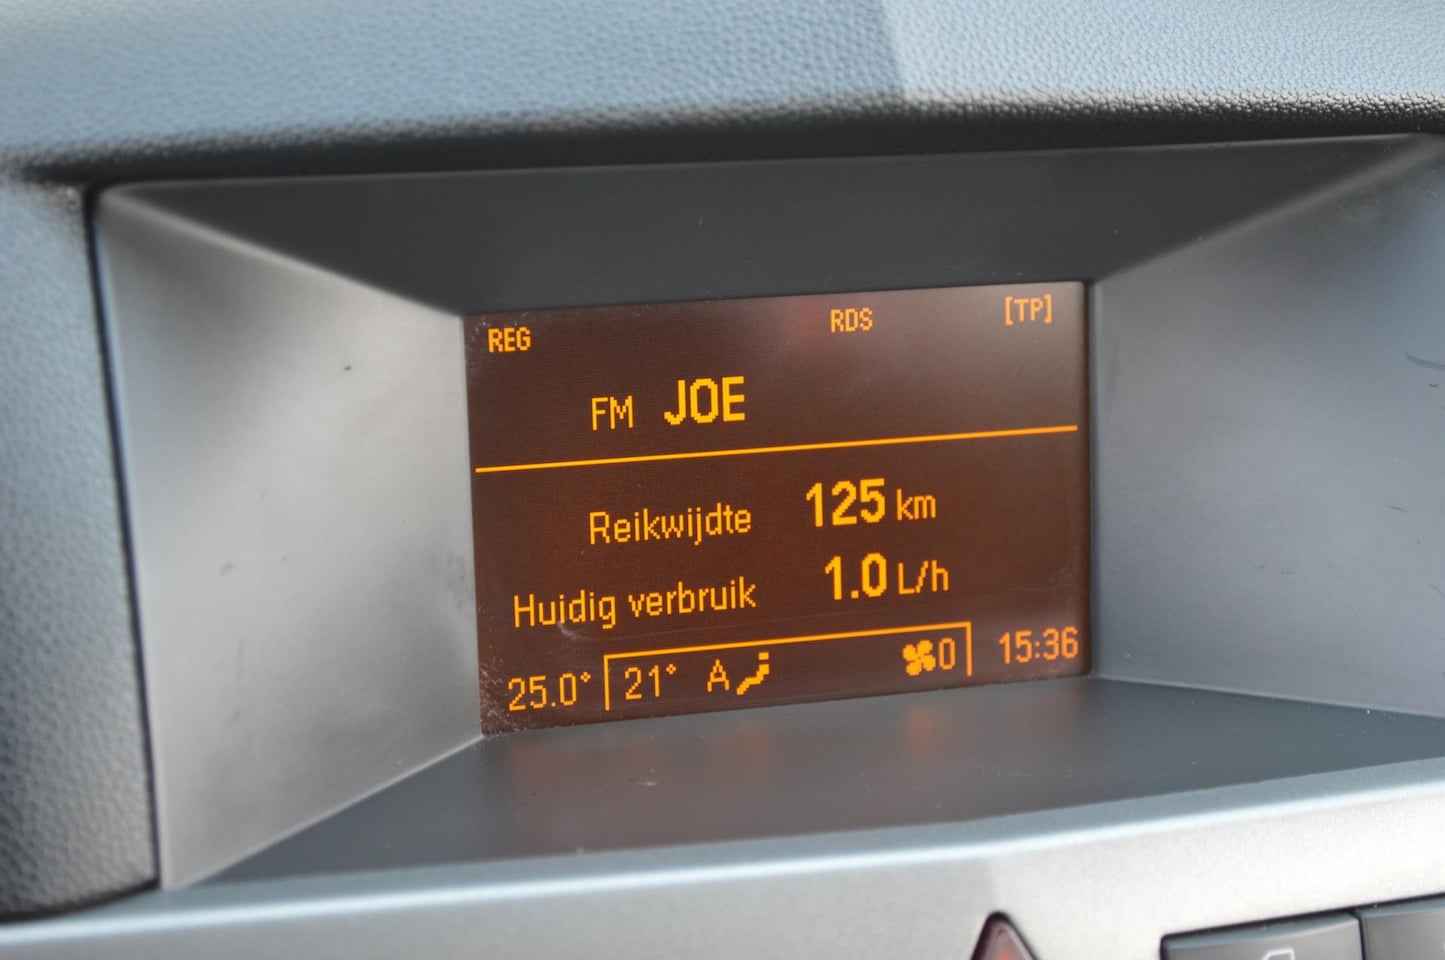 REG RDS [TP]
FM JOE
Reikwijdte 125 km
Huidig verbruik 1.0 L/h
25.0° 21° A 0 15:36